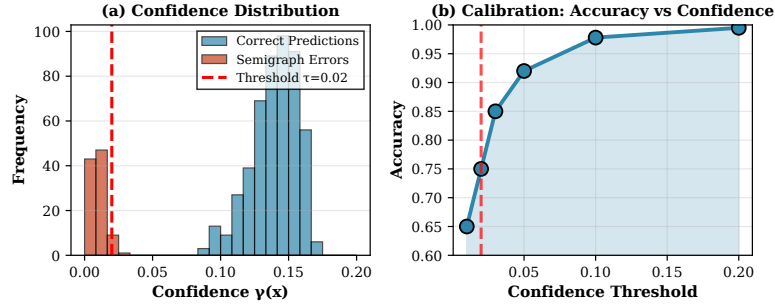 (a) Confidence Distribution
Correct Predictions
Semigraph Errors
Threshold τ=0.02
Frequency
100
80
60
40
20
0
0.00 0.05 0.10 0.15 0.20
Confidence γ(x)
(b) Calibration: Accuracy vs Confidence
Accuracy
1.00
0.95
0.90
0.85
0.80
0.75
0.70
0.65
0.60
0.05 0.10 0.15 0.20
Confidence Threshold